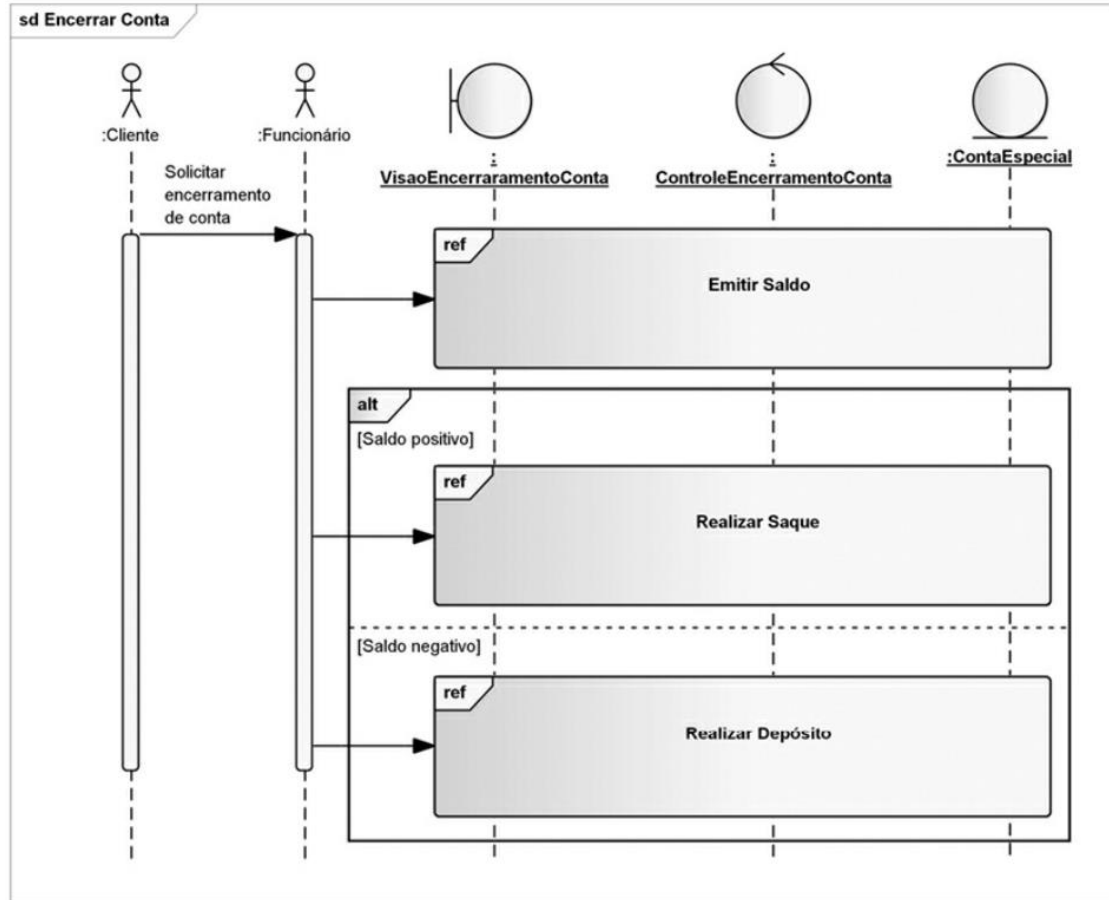 sd Encerrar Conta
:Cliente
:Funcionário
:
VisaoEncerraramentoConta
:
ControleEncerramentoConta
:ContaEspecial
Solicitar
encerramento
de conta
ref
Emitir Saldo
alt
[Saldo positivo]
ref
Realizar Saque
[Saldo negativo]
ref
Realizar Depósito